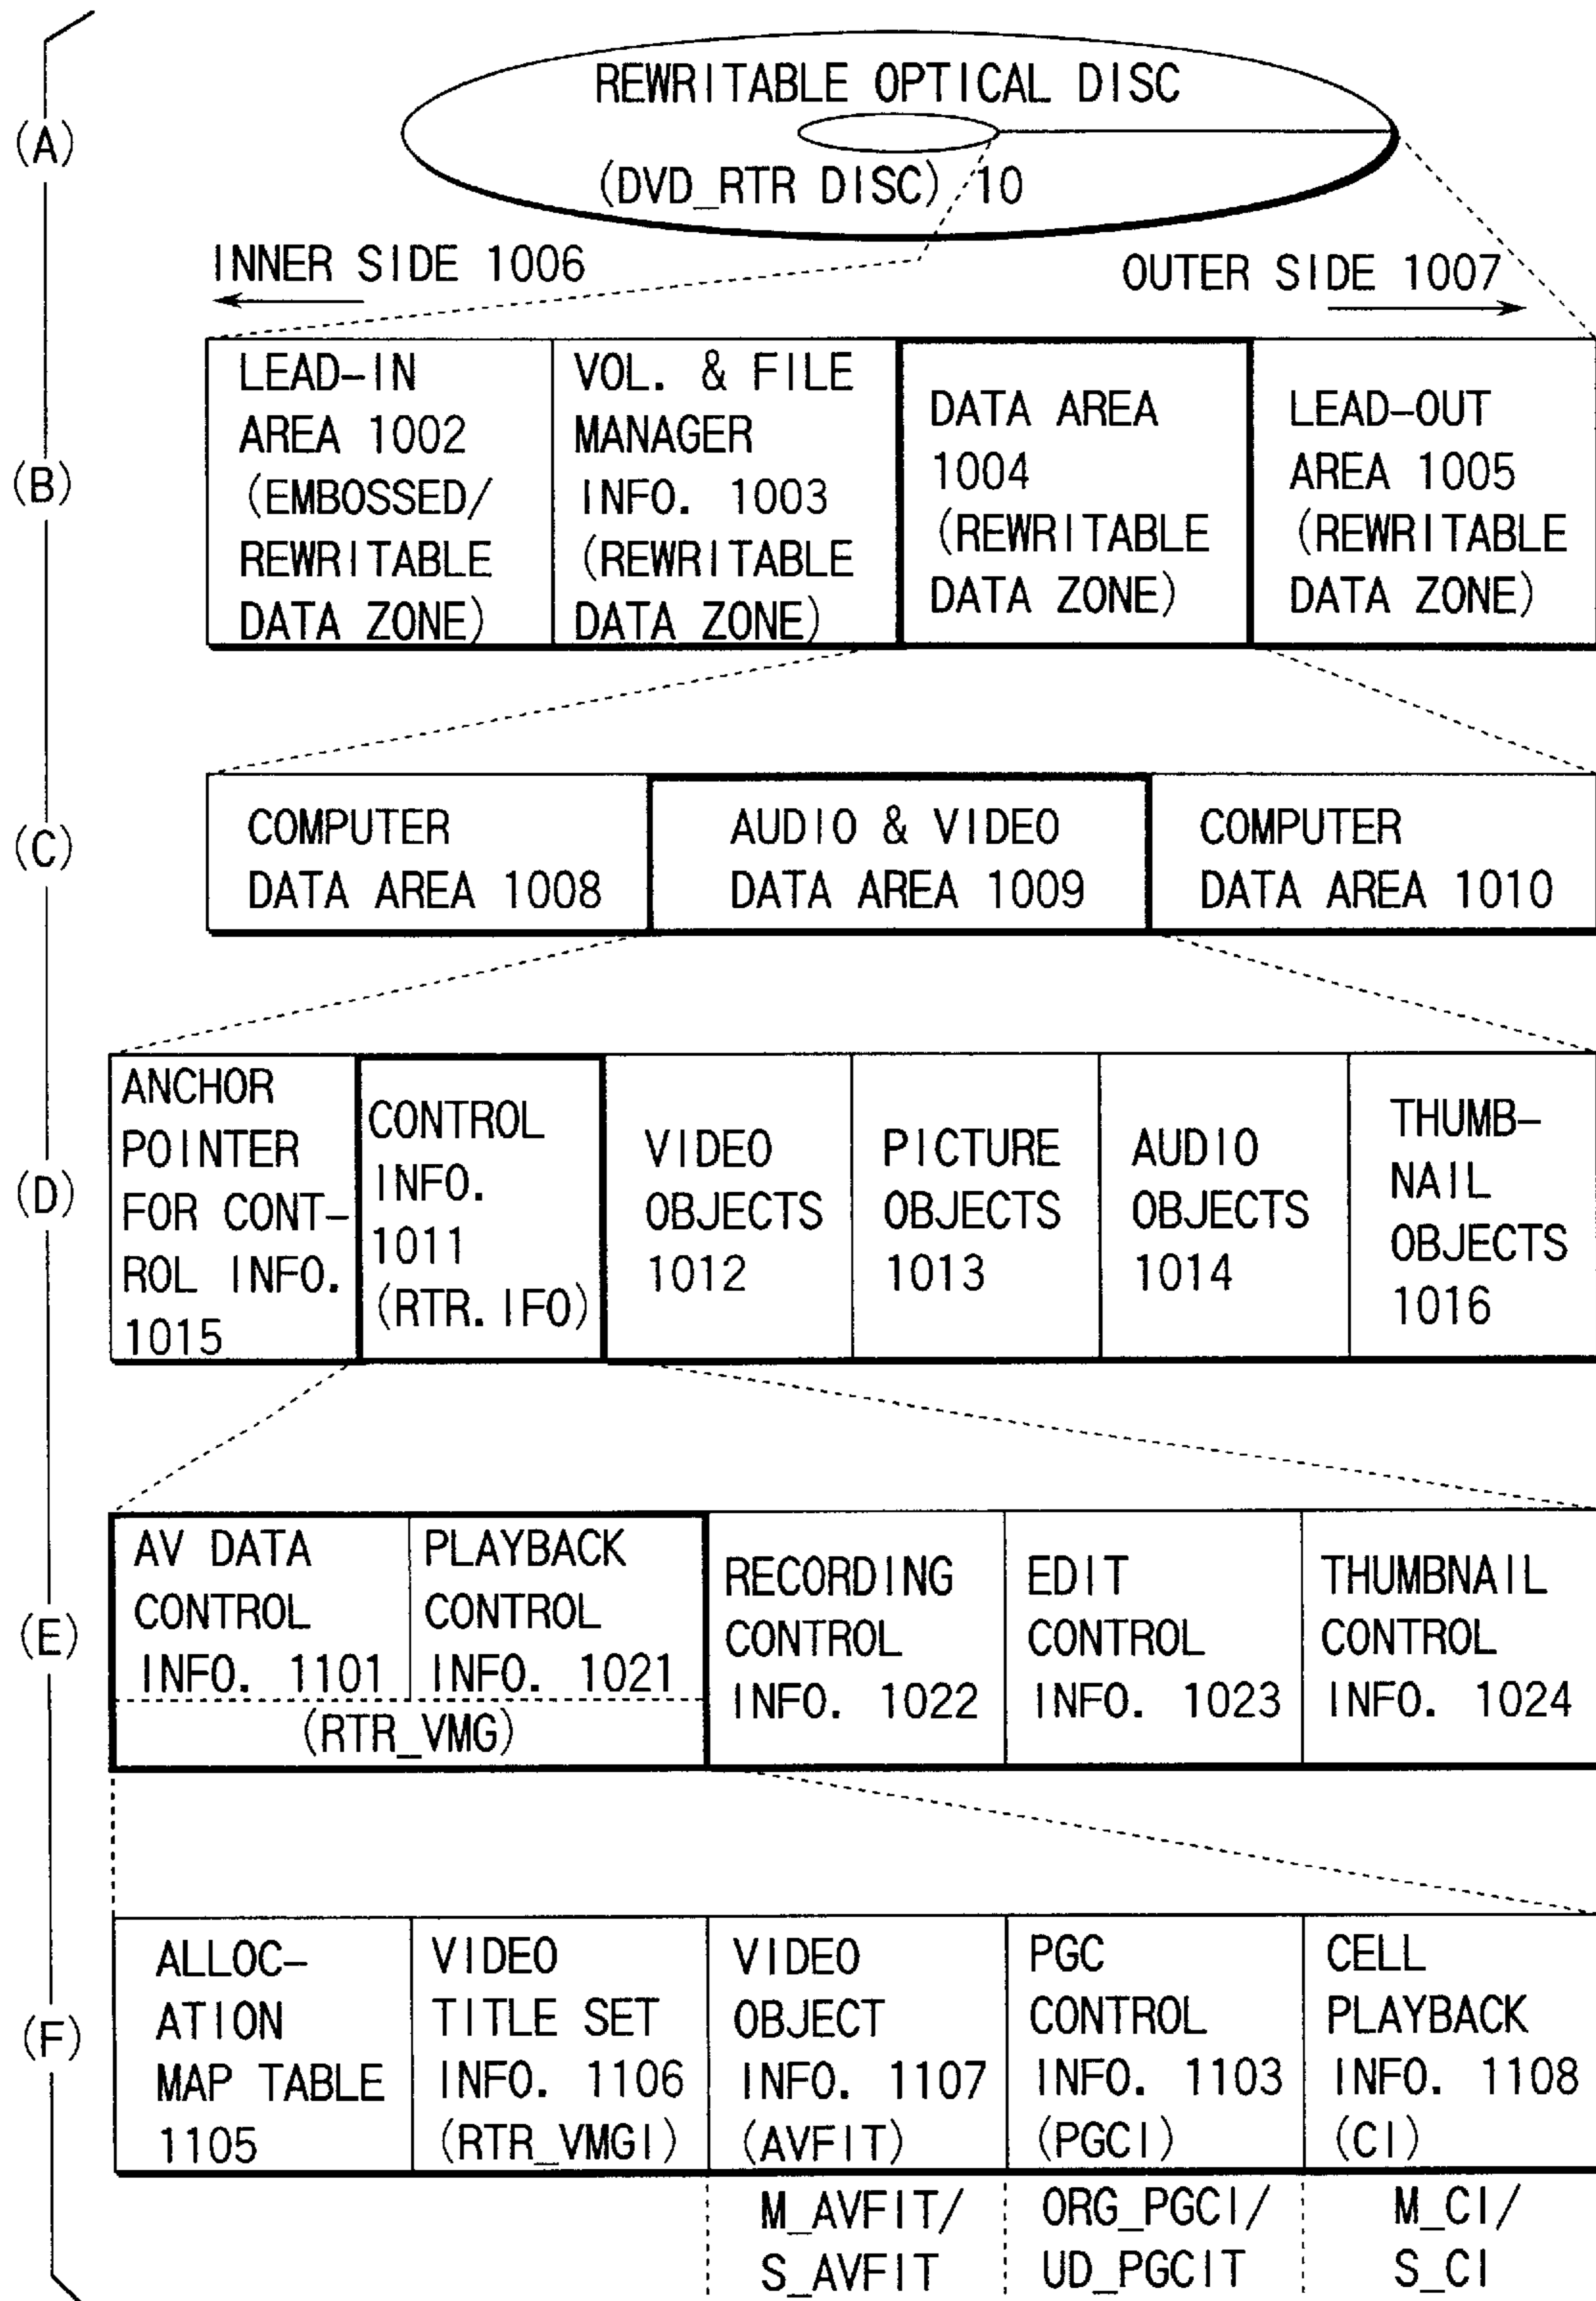 (A)
REWRITABLE OPTICAL DISC
(DVD_RTR DISC) 10
INNER SIDE 1006
OUTER SIDE 1007
(B)
LEAD-IN
AREA 1002
(EMBOSSED/
REWRITABLE
DATA ZONE)
VOL. & FILE
MANAGER
INFO. 1003
(REWRITABLE
DATA ZONE)
DATA AREA
1004
(REWRITABLE
DATA ZONE)
LEAD-OUT
AREA 1005
(REWRITABLE
DATA ZONE)
(C)
COMPUTER
DATA AREA 1008
AUDIO & VIDEO
DATA AREA 1009
COMPUTER
DATA AREA 1010
(D)
ANCHOR
POINTER
FOR CONT-
ROL INFO.
1015
CONTROL
INFO.
1011
(RTR.IFO)
VIDEO
OBJECTS
1012
PICTURE
OBJECTS
1013
AUDIO
OBJECTS
1014
THUMB-
NAIL
OBJECTS
1016
(E)
AV DATA
CONTROL
INFO. 1101
PLAYBACK
CONTROL
INFO. 1021
(RTR_VMG)
RECORDING
CONTROL
INFO. 1022
EDIT
CONTROL
INFO. 1023
THUMBNAIL
CONTROL
INFO. 1024
(F)
ALLOC-
ATION
MAP TABLE
1105
VIDEO
TITLE SET
INFO. 1106
(RTR_VMGI)
VIDEO
OBJECT
INFO. 1107
(AVFIT)
PGC
CONTROL
INFO. 1103
(PGCI)
CELL
PLAYBACK
INFO. 1108
(CI)
M_AVFIT/
S_AVFIT
ORG_PGCI/
UD_PGCIT
M_CI/
S_CI